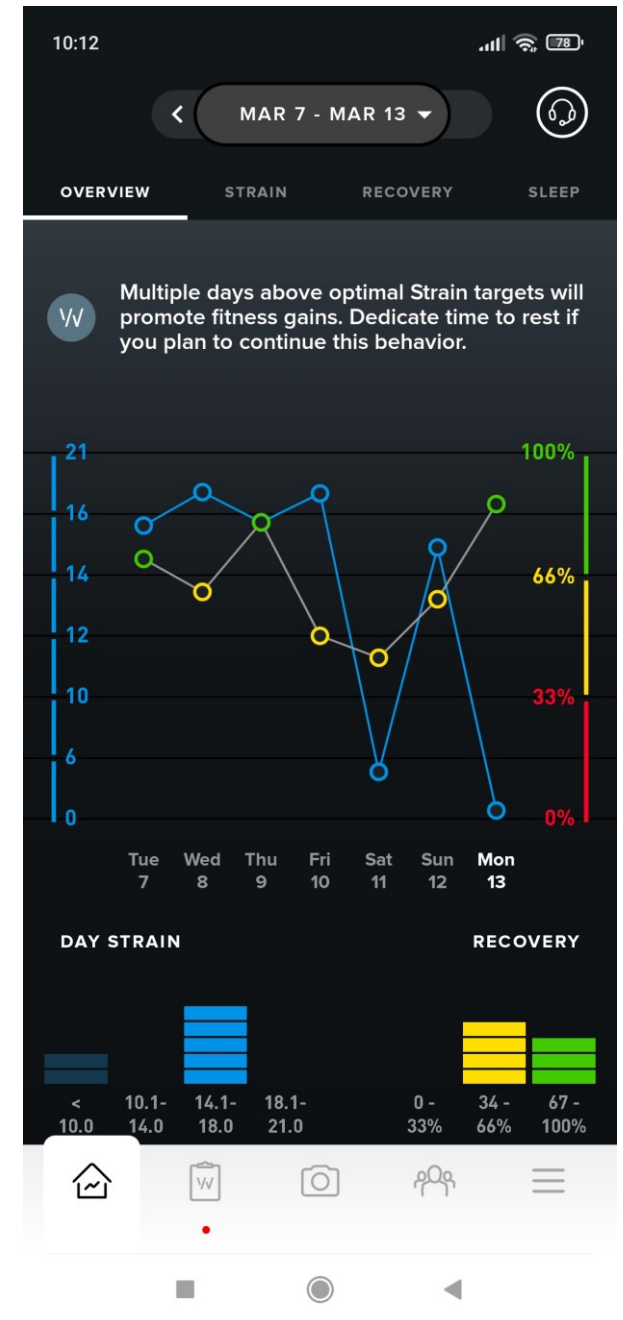 10:12
78
MAR 7 - MAR 13
OVERVIEW STRAIN RECOVERY SLEEP
W
Multiple days above optimal Strain targets will
promote fitness gains. Dedicate time to rest if
you plan to continue this behavior.
21 100%
16
14 66%
12
10 33%
6
0 0%
Tue Wed Thu Fri Sat Sun Mon
7 8 9 10 11 12 13
DAY STRAIN RECOVERY
< 10.1- 14.1- 18.1- 0 - 34 - 67 -
10.0 14.0 18.0 21.0 33% 66% 100%
W